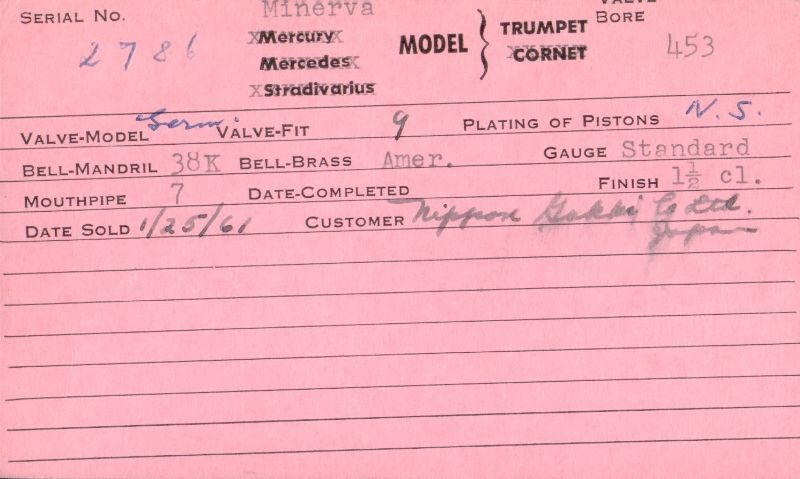 Minerva
SERIAL NO. 2786 Mercury MODEL TRUMPET VALVE BORE 453
Mercedes CORNET
Stradivarius
VALVE-MODEL Germ. VALVE-FIT 9 PLATING OF PISTONS N.S.
BELL-MANDRIL 38K BELL-BRASS Amer. GAUGE Standard
MOUTHPIPE 7 DATE-COMPLETED FINISH 1½ cl.
DATE SOLD 1/25/61 CUSTOMER Nippon Gakki Co Ltd.
Japan